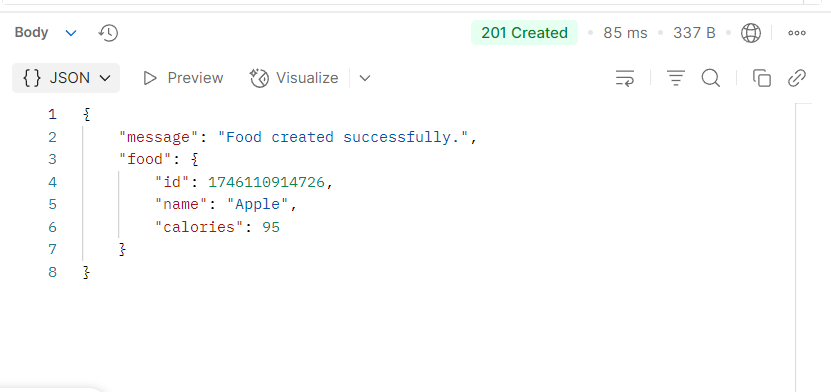 Body 201 Created 85 ms 337 B
{} JSON Preview Visualize
1 {
2 "message": "Food created successfully.",
3 "food": {
4 "id": 1746110914726,
5 "name": "Apple",
6 "calories": 95
7 }
8 }